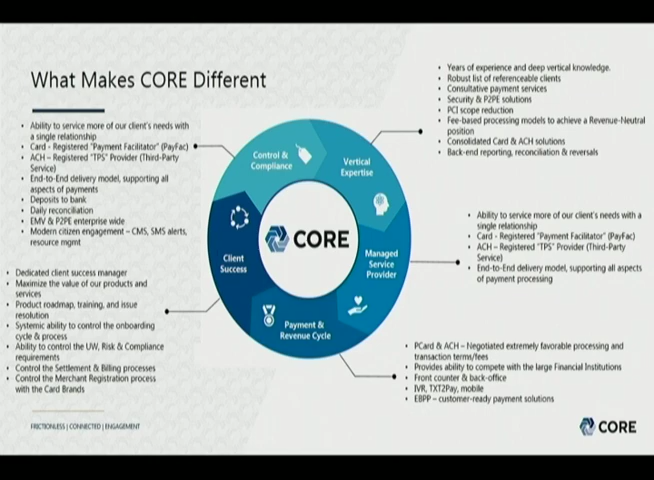 What Makes CORE Different
Ability to service more of our client's needs with
a single relationship
Card - Registered "Payment Facilitator" (PayFac)
ACH – Registered "TPS" Provider (Third-Party
Service)
End-to-End delivery model, supporting all
aspects of payments
Deposits to bank
Daily reconciliation
EMV & P2PE enterprise wide
Modern citizen engagement – CMS, SMS alerts,
resource mgmt
Dedicated client success manager
Maximize the value of our products and
services
Product roadmap, training, and issue
resolution
Systemic ability to control the onboarding
cycle & process
Ability to control the UW, Risk & Compliance
requirements
Control the Settlement & Billing processes
Control the Merchant Registration process
with the Card Brands
Control &
Compliance
Vertical
Expertise
Managed
Service
Provider
Payment &
Revenue Cycle
Client
Success
CORE
Years of experience and deep vertical knowledge.
Robust list of referenceable clients
Consultative payment services
Security & P2PE solutions
PCI scope reduction
Fee-based processing models to achieve a Revenue-Neutral
position
Consolidated Card & ACH solutions
Back-end reporting, reconciliation & reversals
Ability to service more of our client's needs with a
single relationship
Card - Registered "Payment Facilitator" (PayFac)
ACH – Registered "TPS" Provider (Third-Party
Service)
End-to-End delivery model, supporting all aspects
of payment processing
PCard & ACH – Negotiated extremely favorable processing and
transaction term/fees
Provides ability to compete with the large Financial Institutions
Front counter & back-office
IVR, TXT2Pay, mobile
EBPP – customer-ready payment solutions
FRICTIONLESS | CONNECTED | ENGAGEMENT
CORE